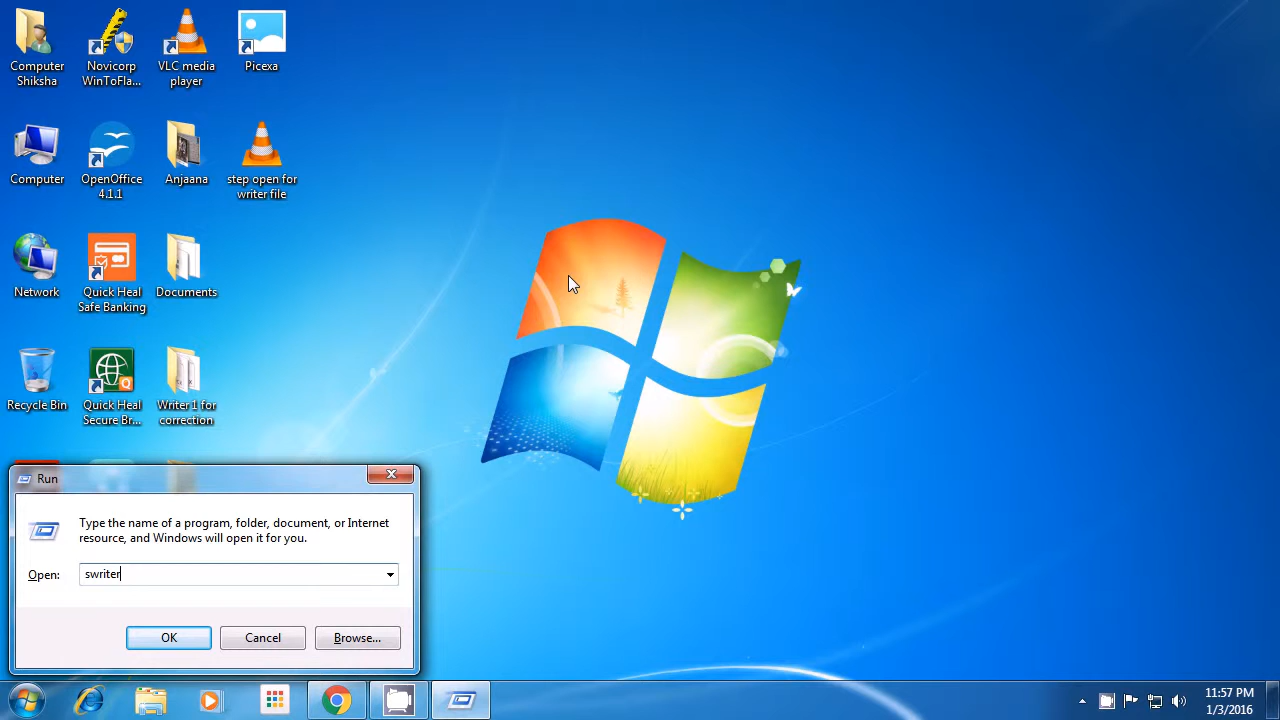 Computer
Shiksha
Novicorp
WinToFla...
VLC media
player
Picexa
Computer
OpenOffice
4.1.1
Anjaana
step open for
writer file
Network
Quick Heal
Safe Banking
Documents
Recycle Bin
Quick Heal
Secure Br...
Writer 1 for
correction
Run
Type the name of a program, folder, document, or Internet
resource, and Windows will open it for you.
Open:
swriter
OK
Cancel
Browse...
11:57 PM
1/3/2016